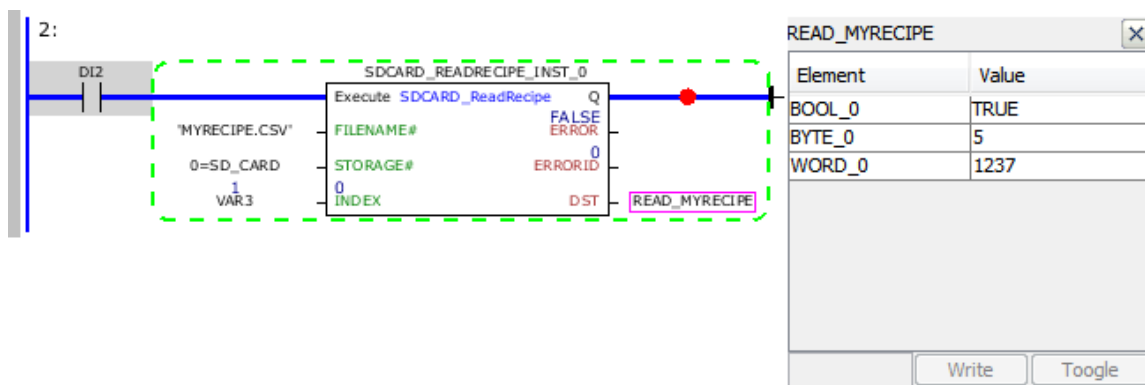 2:
DI2
SDCARD_READRECIPE_INST_0
Execute SDCARD_ReadRecipe Q
FALSE
"MYRECIPE.CSV" FILENAME# ERROR
0
0=SD_CARD STORAGE# ERRORID
1 0
VAR3 INDEX DST READ_MYRECIPE
READ_MYRECIPE
Element Value
BOOL_0 TRUE
BYTE_0 5
WORD_0 1237
Write Toogle